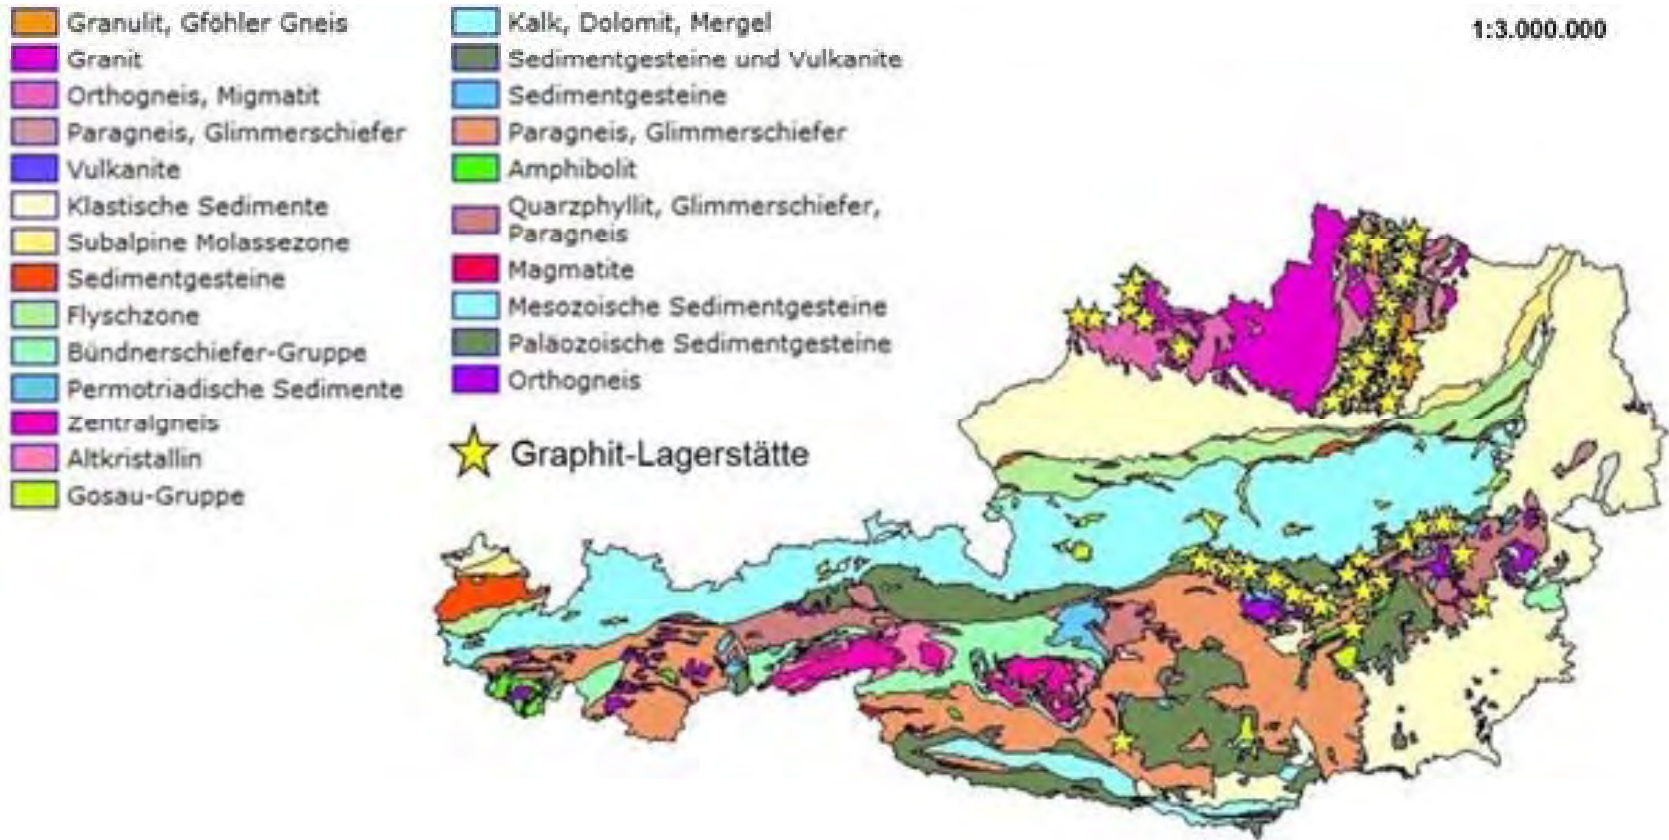 Granulit, Gföhler Gneis
Granit
Orthogneis, Migmatit
Paragneis, Glimmerschiefer
Vulkanite
Klastische Sedimente
Subalpine Molassezone
Sedimentgesteine
Flyschzone
Bündnerschiefer-Gruppe
Permotriadische Sedimente
Zentralgneis
Altkristallin
Gosau-Gruppe
Kalk, Dolomit, Mergel
Sedimentgesteine und Vulkanite
Sedimentgesteine
Paragneis, Glimmerschiefer
Amphibolit
Quarzphyllit, Glimmerschiefer,
Paragneis
Magmatite
Mesozoische Sedimentgesteine
Paläozoische Sedimentgesteine
Orthogneis
Graphit-Lagerstätte
1:3.000.000